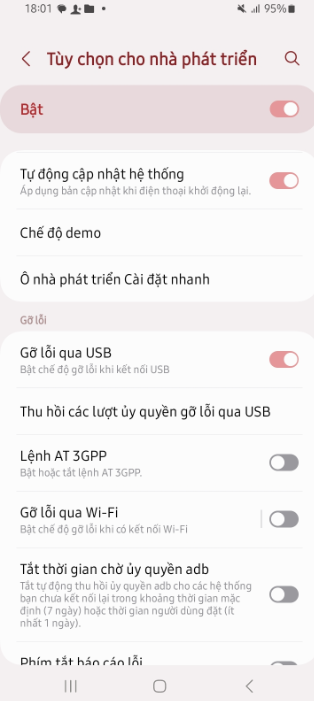 18:01
95%
Tùy chọn cho nhà phát triển
Bật
Tự động cập nhật hệ thống
Áp dụng bản cập nhật khi điện thoại khởi động lại.
Chế độ demo
Ô nhà phát triển Cài đặt nhanh
Gỡ lỗi
Gỡ lỗi qua USB
Bật chế độ gỡ lỗi khi kết nối USB
Thu hồi các lượt ủy quyền gỡ lỗi qua USB
Lệnh AT 3GPP
Bật hoặc tắt lệnh AT 3GPP.
Gỡ lỗi qua Wi-Fi
Bật chế độ gỡ lỗi khi có kết nối Wi-Fi
Tắt thời gian chờ ủy quyền adb
Tắt tự động thu hồi ủy quyền adb cho các hệ thống
bạn chưa kết nối lại trong khoảng thời gian mặc
định (7 ngày) hoặc thời gian người dùng đặt (ít
nhất 1 ngày).
Phím tắt báo cáo lỗi